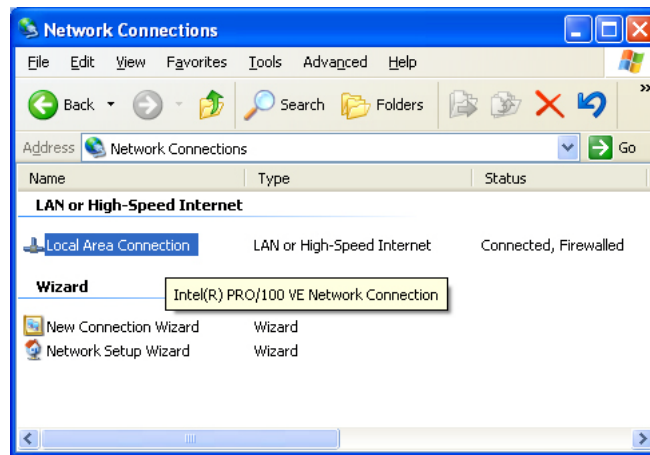 Network Connections
File Edit View Favorites Tools Advanced Help
Back Search Folders »
Address Network Connections Go
Name Type Status
LAN or High-Speed Internet
Local Area Connection LAN or High-Speed Internet Connected, Firewalled
Wizard
Intel(R) PRO/100 VE Network Connection
New Connection Wizard Wizard
Network Setup Wizard Wizard